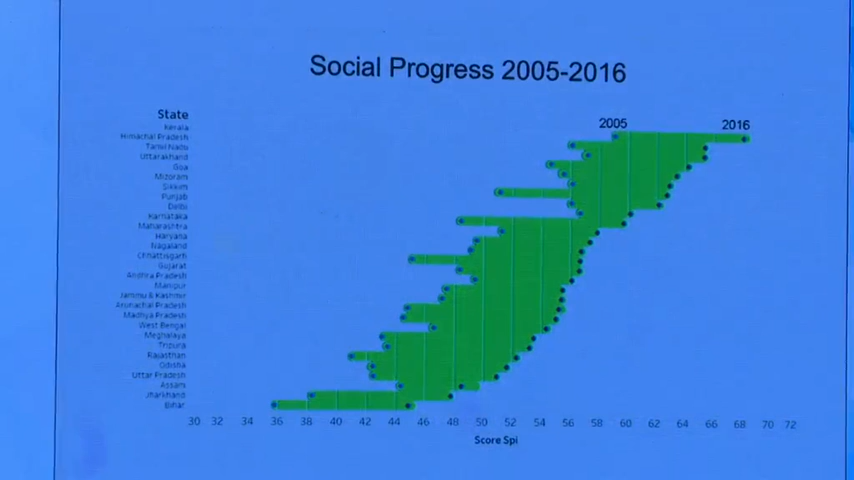 Social Progress 2005-2016
State
2005
2016
Kerala
Himachal Pradesh
Tamil Nadu
Uttarakhand
Goa
Mizoram
Sikkim
Punjab
Delhi
Karnataka
Maharashtra
Haryana
Nagaland
Chhattisgarh
Gujarat
Andhra Pradesh
Manipur
Jammu & Kashmir
Arunachal Pradesh
Madhya Pradesh
West Bengal
Meghalaya
Tripura
Rajasthan
Odisha
Uttar Pradesh
Assam
Jharkhand
Bihar
30 32 34 36 38 40 42 44 46 48 50 52 54 56 58 60 62 64 66 68 70 72
Score Spi